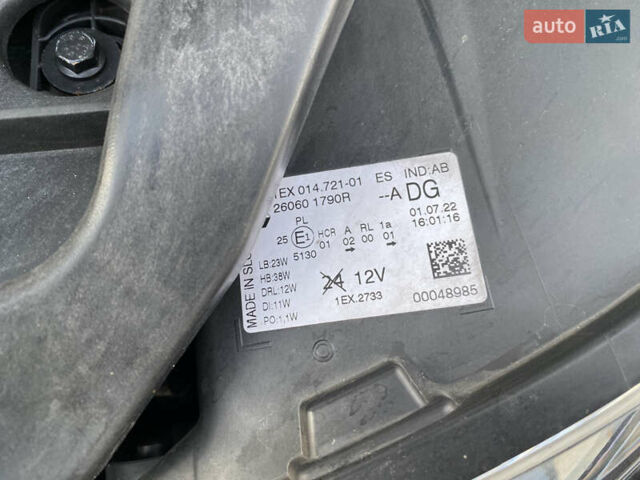 auto RIA
.com
1EX 014.721-01 ES IND:AB
26060 1790R --A DG
PL 01.07.22
25 E1 HCR A RL 1a 16:01:16
5130 01 02 00 01
LB:23W
HB:38W 24 12V
DRL:12W
DI:11W 1EX.2733 00048985
PO:1,1W
MADE IN